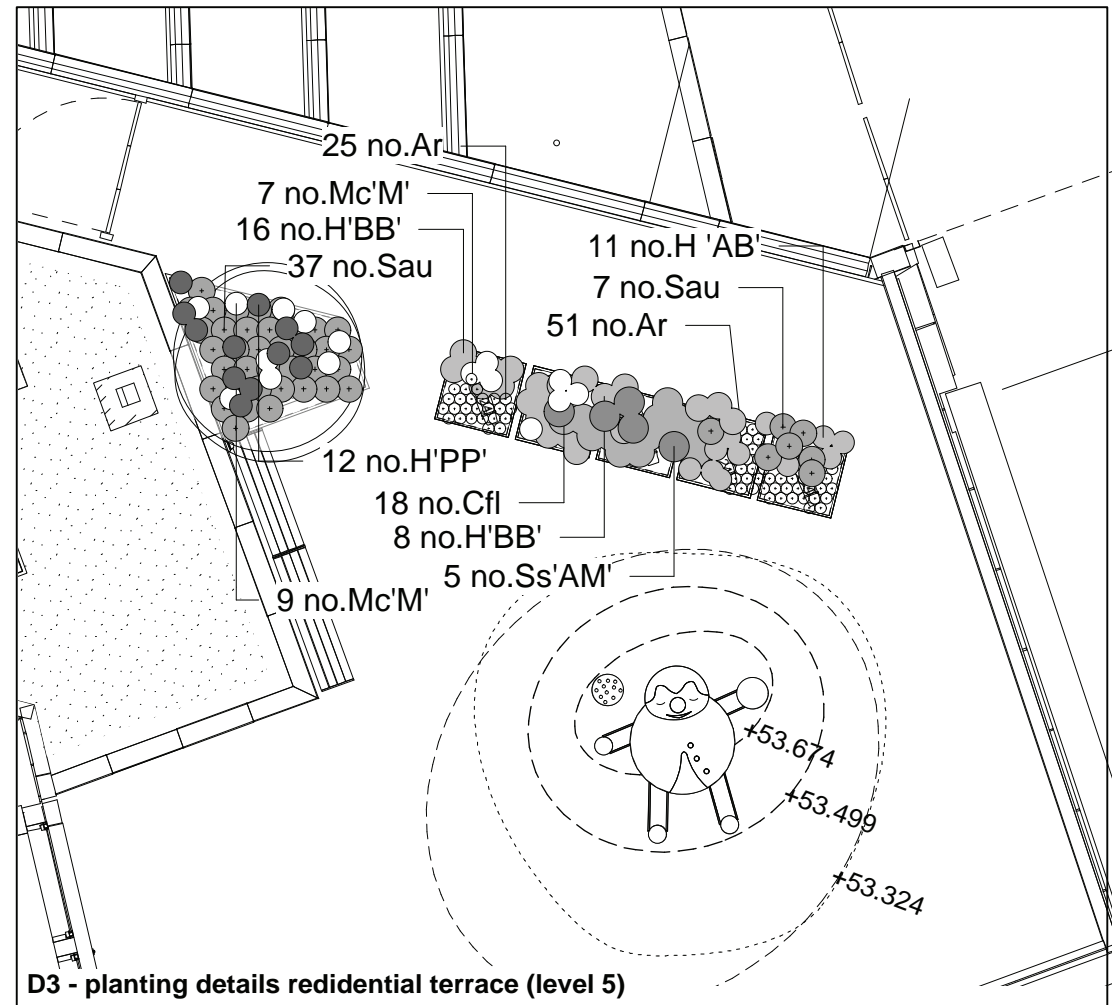 25 no.Ar
7 no.Mc'M'
16 no.H'BB'
37 no.Sau
11 no.H 'AB'
7 no.Sau
51 no.Ar
12 no.H'PP'
18 no.Cfl
8 no.H'BB'
5 no.Ss'AM'
9 no.Mc'M'
+53.674
+53.499
+53.324
D3 - planting details redidential terrace (level 5)